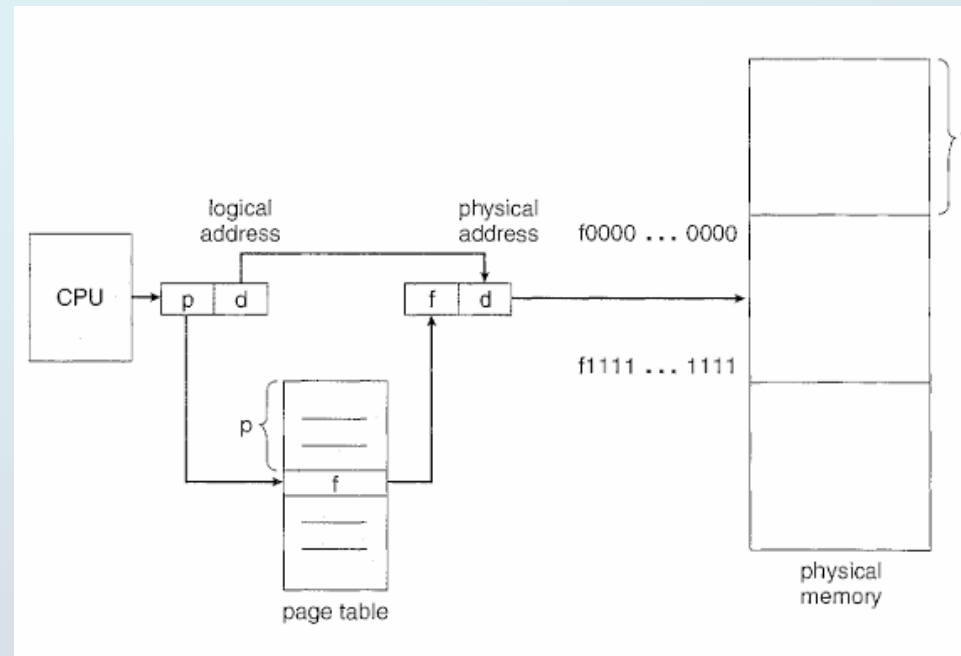 logical
address
physical
address
f0000 ... 0000
CPU
p
d
f
d
f1111 ... 1111
p
f
page table
physical
memory